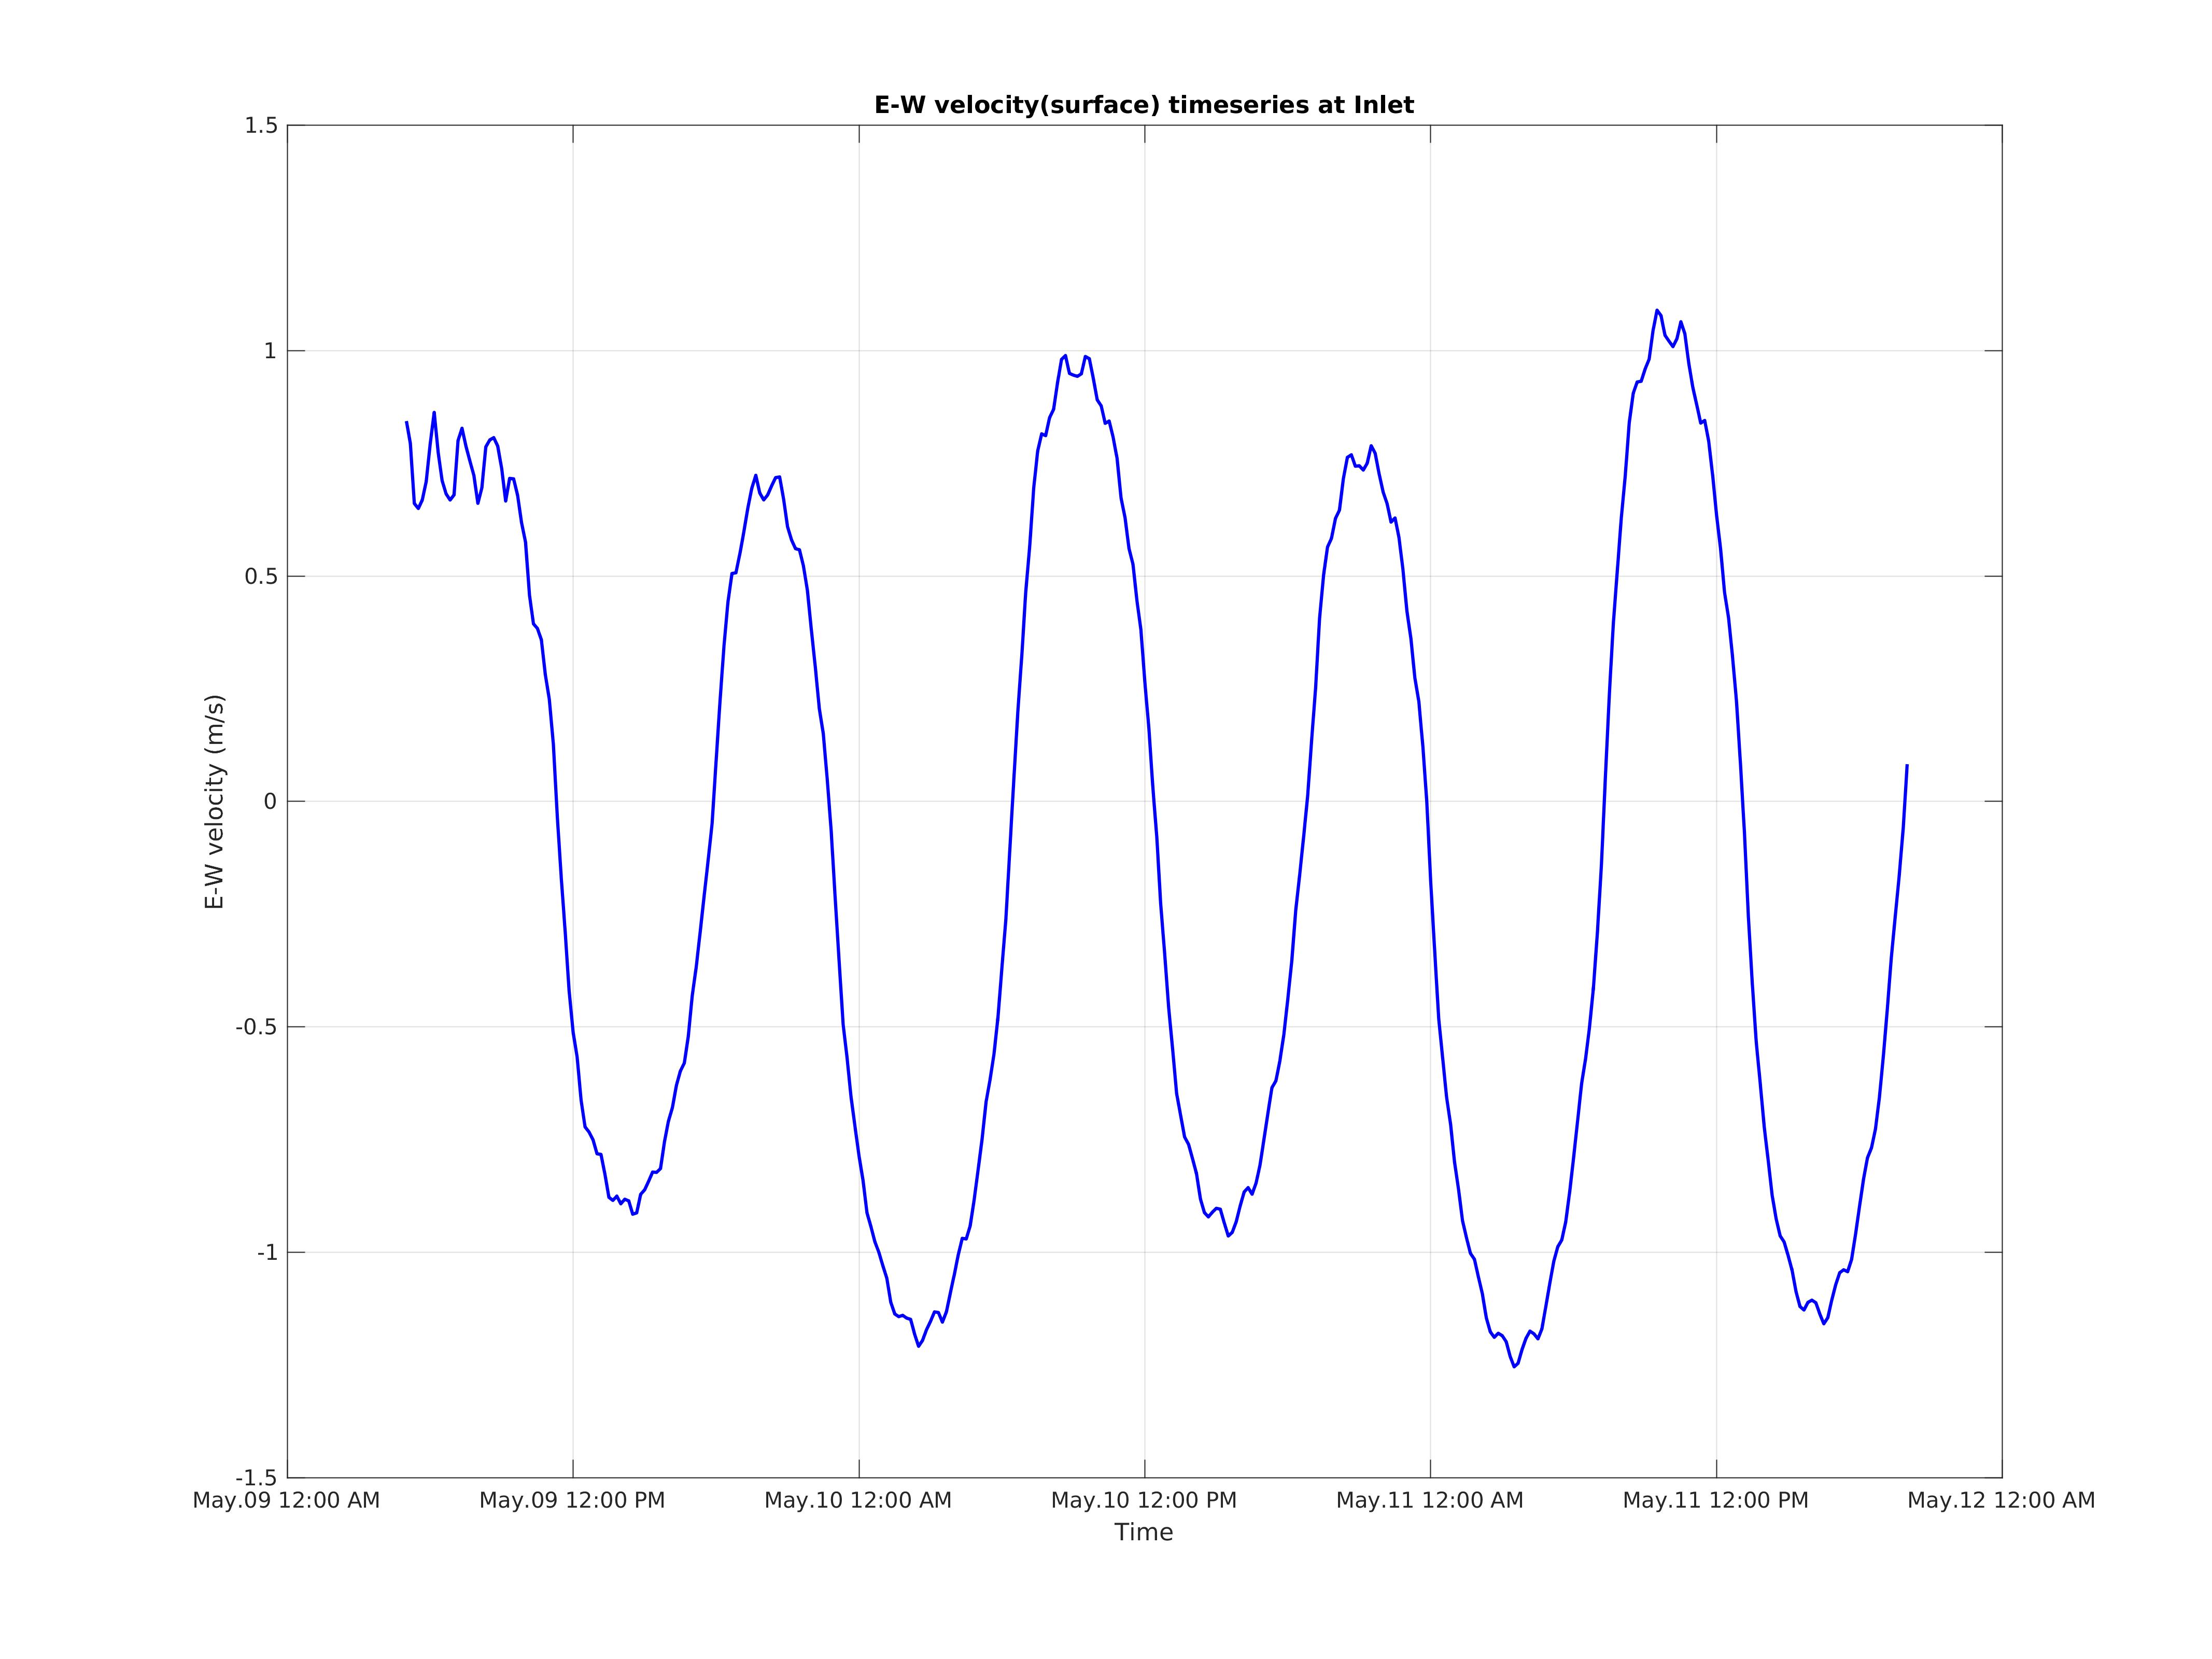 E-W velocity(surface) timeseries at Inlet
1.5
1
0.5
0
-0.5
-1
-1.5
E-W velocity (m/s)
May.09 12:00 AM May.09 12:00 PM May.10 12:00 AM May.10 12:00 PM May.11 12:00 AM May.11 12:00 PM May.12 12:00 AM
Time